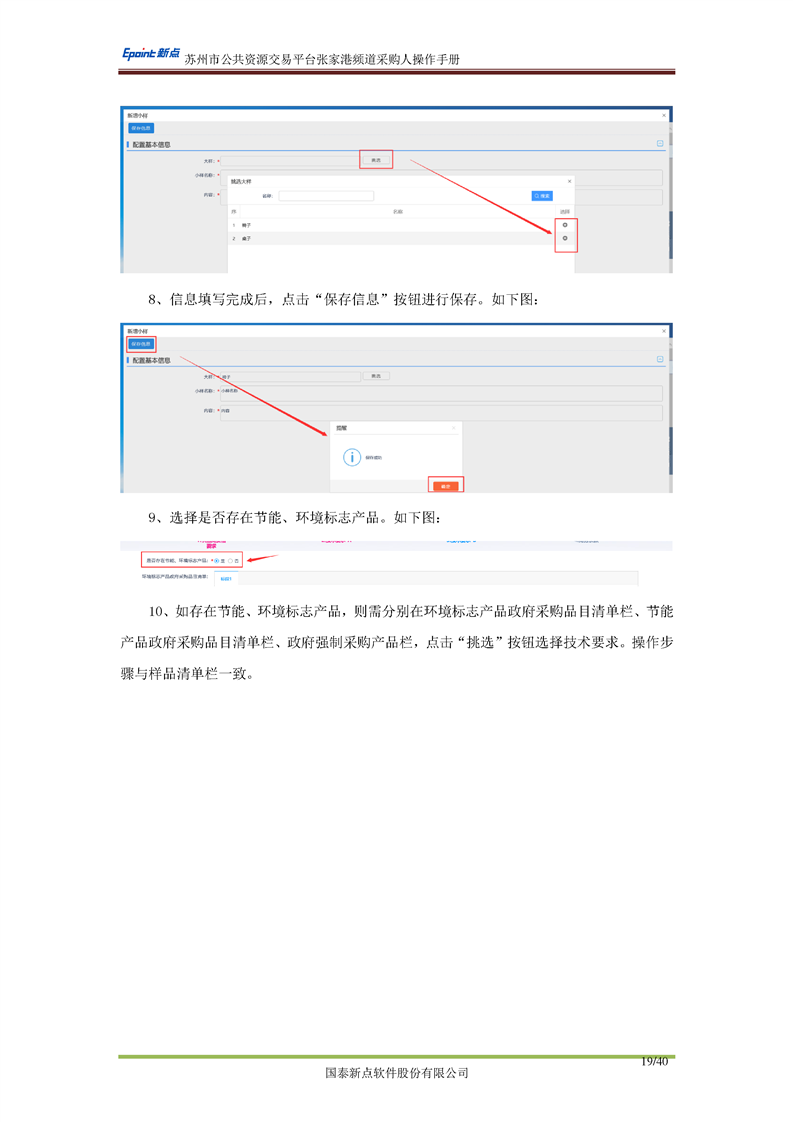 Epoint新点 苏州市公共资源交易平台张家港频道采购人操作手册
新增小样
保存信息
配置基本信息
大样：* 挑选
小样名称：*
挑选大样
内容：*
名称： 搜索
序 名称 选择
1 椅子
2 桌子
8、信息填写完成后，点击“保存信息”按钮进行保存。如下图：
新增小样
保存信息
配置基本信息
大样：* 椅子 挑选
小样名称：* 小样名称
内容：* 内容
提醒
保存成功
确定
9、选择是否存在节能、环境标志产品。如下图：
是否存在节能、环境标志产品：* 是 否
环境标志产品政府采购品目清单： 标段1
10、如存在节能、环境标志产品，则需分别在环境标志产品政府采购品目清单栏、节能
产品政府采购品目清单栏、政府强制采购产品栏，点击“挑选”按钮选择技术要求。操作步
骤与样品清单栏一致。
19/40
国泰新点软件股份有限公司